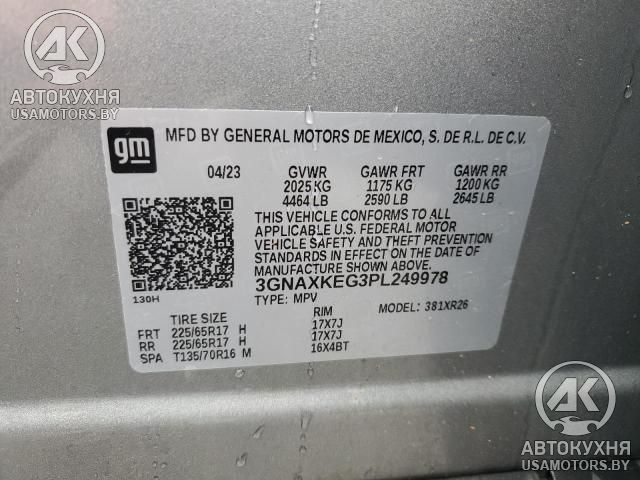 AK
АВТОКУХНЯ
USAMOTORS.BY
gm
MFD BY GENERAL MOTORS DE MEXICO, S. DE R.L. DE C.V.
04/23 GVWR GAWR FRT GAWR RR
2025 KG 1175 KG 1200 KG
4464 LB 2590 LB 2645 LB
THIS VEHICLE CONFORMS TO ALL
APPLICABLE U.S. FEDERAL MOTOR
VEHICLE SAFETY AND THEFT PREVENTION
STANDARDS IN EFFECT ON THE DATE OF
MANUFACTURE SHOWN ABOVE.
3GNAXKEG3PL249978
130H
TYPE: MPV MODEL: 381XR26
TIRE SIZE RIM
FRT 225/65R17 H 17X7J
RR 225/65R17 H 17X7J
SPA T135/70R16 M 16X4BT
AK
АВТОКУХНЯ
USAMOTORS.BY